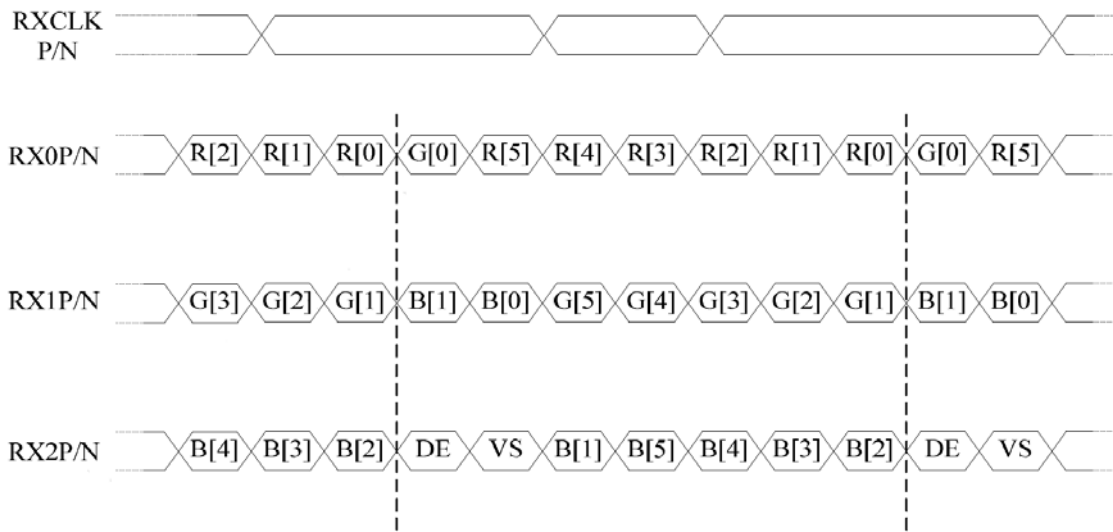 RXCLK
P/N
RX0P/N R[2] R[1] R[0] G[0] R[5] R[4] R[3] R[2] R[1] R[0] G[0] R[5]
RX1P/N G[3] G[2] G[1] B[1] B[0] G[5] G[4] G[3] G[2] G[1] B[1] B[0]
RX2P/N B[4] B[3] B[2] DE VS B[1] B[5] B[4] B[3] B[2] DE VS